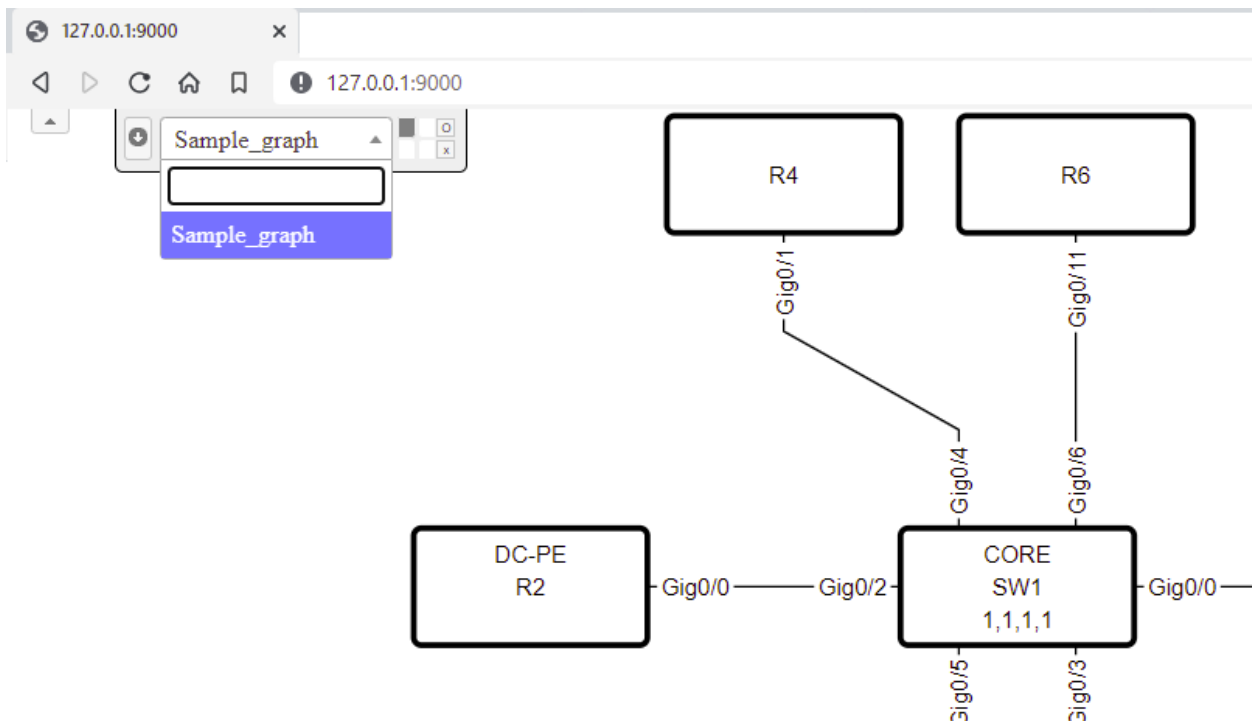 127.0.0.1:9000
127.0.0.1:9000
Sample_graph
O
x
Sample_graph
R4
R6
Gig0/1
Gig0/11
Gig0/4
Gig0/6
DC-PE
R2
Gig0/0
Gig0/2
CORE
SW1
1,1,1,1
Gig0/0
Gig0/5
Gig0/3